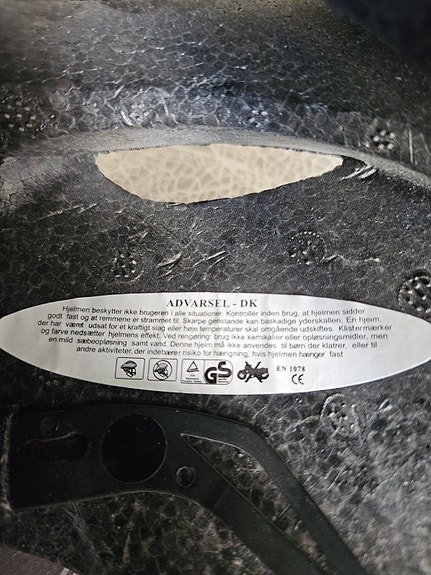 ADVARSEL - DK
Hjelmen beskytter ikke brugeren i alle situationer. Kontrollér inden brug, at hjelmen sidder
godt fast og at remmene er strammet til. Skarpe genstande kan baskadige yderskallen. En hjem,
der har været udsat for et kraftigt slag eller høje temperaturer skal omgående udskiftes. Klistermærker
og farve nedsætter hjelmens effekt. Ved rengøring brug ikke kemikalier eller opløsningsmidler, men
en mild sæbeopløsning samt vand. Denne hjelm må ikke anvendes til børn der klatrer, eller til
andre aktiviteter, der indebærer risiko for hængning, hvis hjelmen hænger fast.
GS
EN 1078
CE